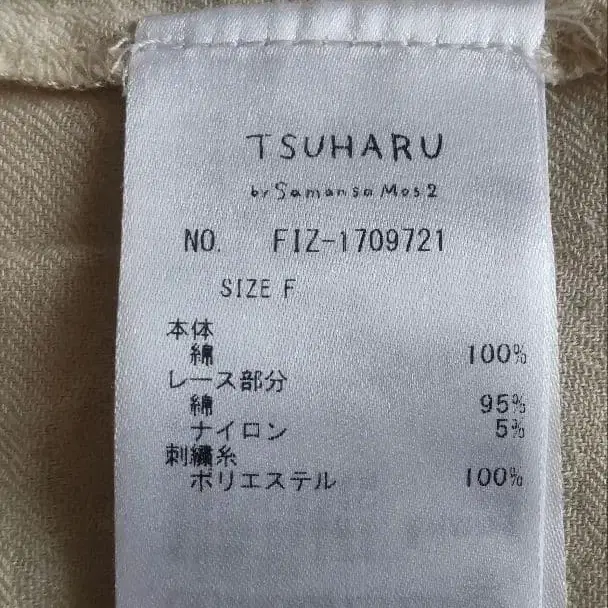 TSUHARU
by Samansa Mos2
NO. FIZ-1709721
SIZE F
本体
綿 100%
レース部分
綿 95%
ナイロン 5%
刺繍糸
ポリエステル 100%